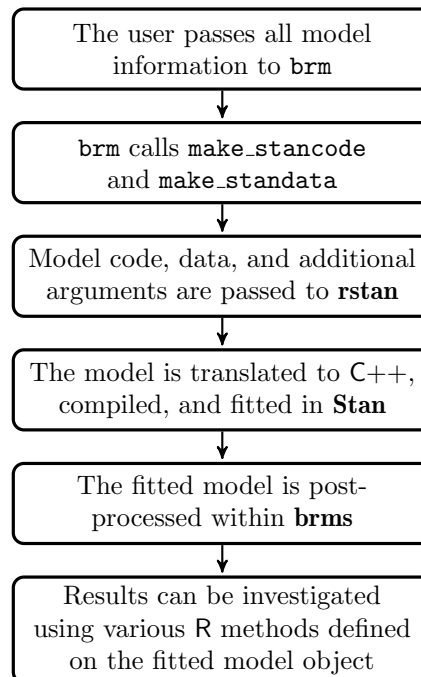 The user passes all model
information to brm
brm calls make_stancode
and make_standata
Model code, data, and additional
arguments are passed to rstan
The model is translated to C++,
compiled, and fitted in Stan
The fitted model is post-
processed within brms
Results can be investigated
using various R methods defined
on the fitted model object